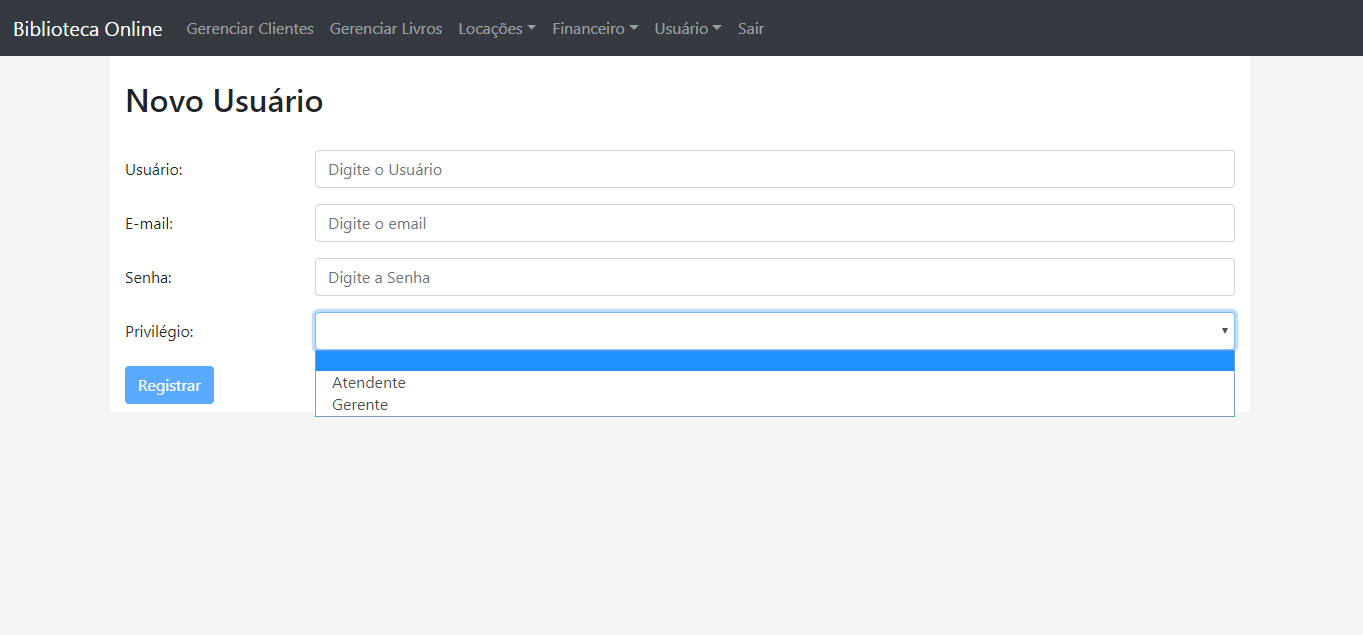 Biblioteca Online Gerenciar Clientes Gerenciar Livros Locações Financeiro Usuário Sair
Novo Usuário
Usuário: Digite o Usuário
E-mail: Digite o email
Senha: Digite a Senha
Privilégio:
Atendente
Gerente
Registrar